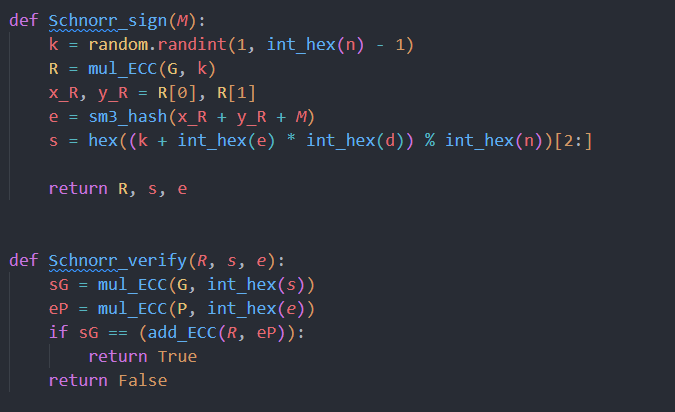 def Schnorr_sign(M):
    k = random.randint(1, int_hex(n) - 1)
    R = mul_ECC(G, k)
    x_R, y_R = R[0], R[1]
    e = sm3_hash(x_R + y_R + M)
    s = hex((k + int_hex(e) * int_hex(d)) % int_hex(n))[2:]
    return R, s, e
def Schnorr_verify(R, s, e):
    sG = mul_ECC(G, int_hex(s))
    eP = mul_ECC(P, int_hex(e))
    if sG == (add_ECC(R, eP)):
        return True
    return False